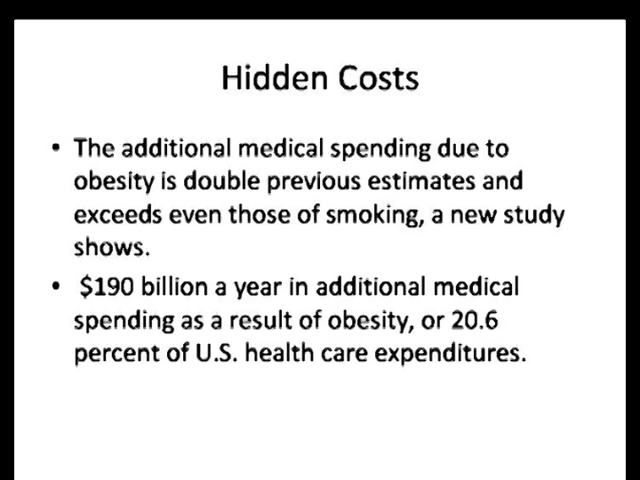 Hidden Costs
• The additional medical spending due to
obesity is double previous estimates and
exceeds even those of smoking, a new study
shows.
• $190 billion a year in additional medical
spending as a result of obesity, or 20.6
percent of U.S. health care expenditures.